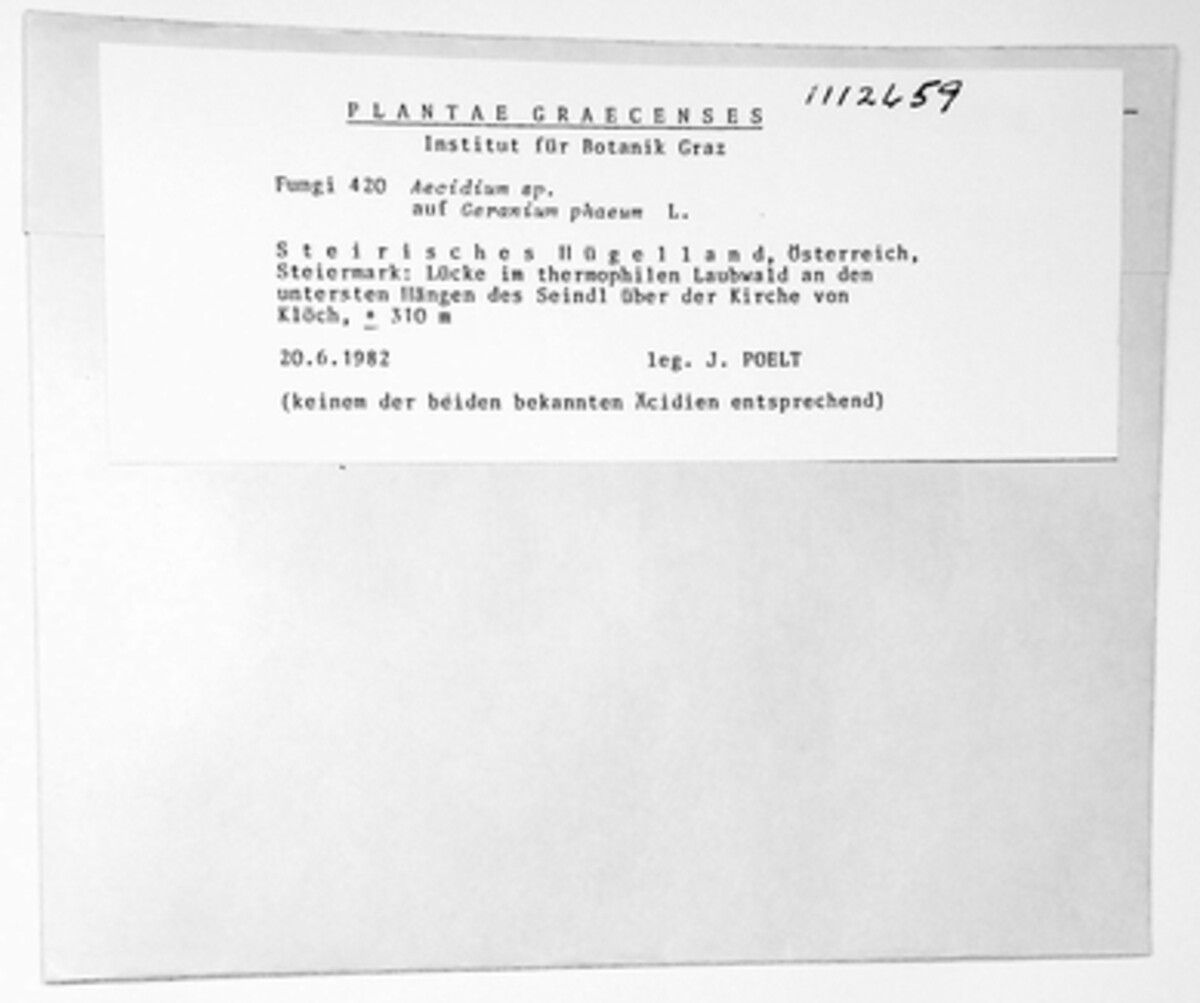 1112659
PLANTAE GRAECENSES
Institut für Botanik Graz
Fungi 420 Aecidium sp.
auf Geranium phaeum L.
Steirisches Hügelland, Österreich,
Steiermark: Lücke im thermophilen Laubwald an den
untersten Hängen des Seindl über der Kirche von
Klöch, ± 310 m
20.6.1982 leg. J. POELT
(keinem der beiden bekannten Äcidien entsprechend)